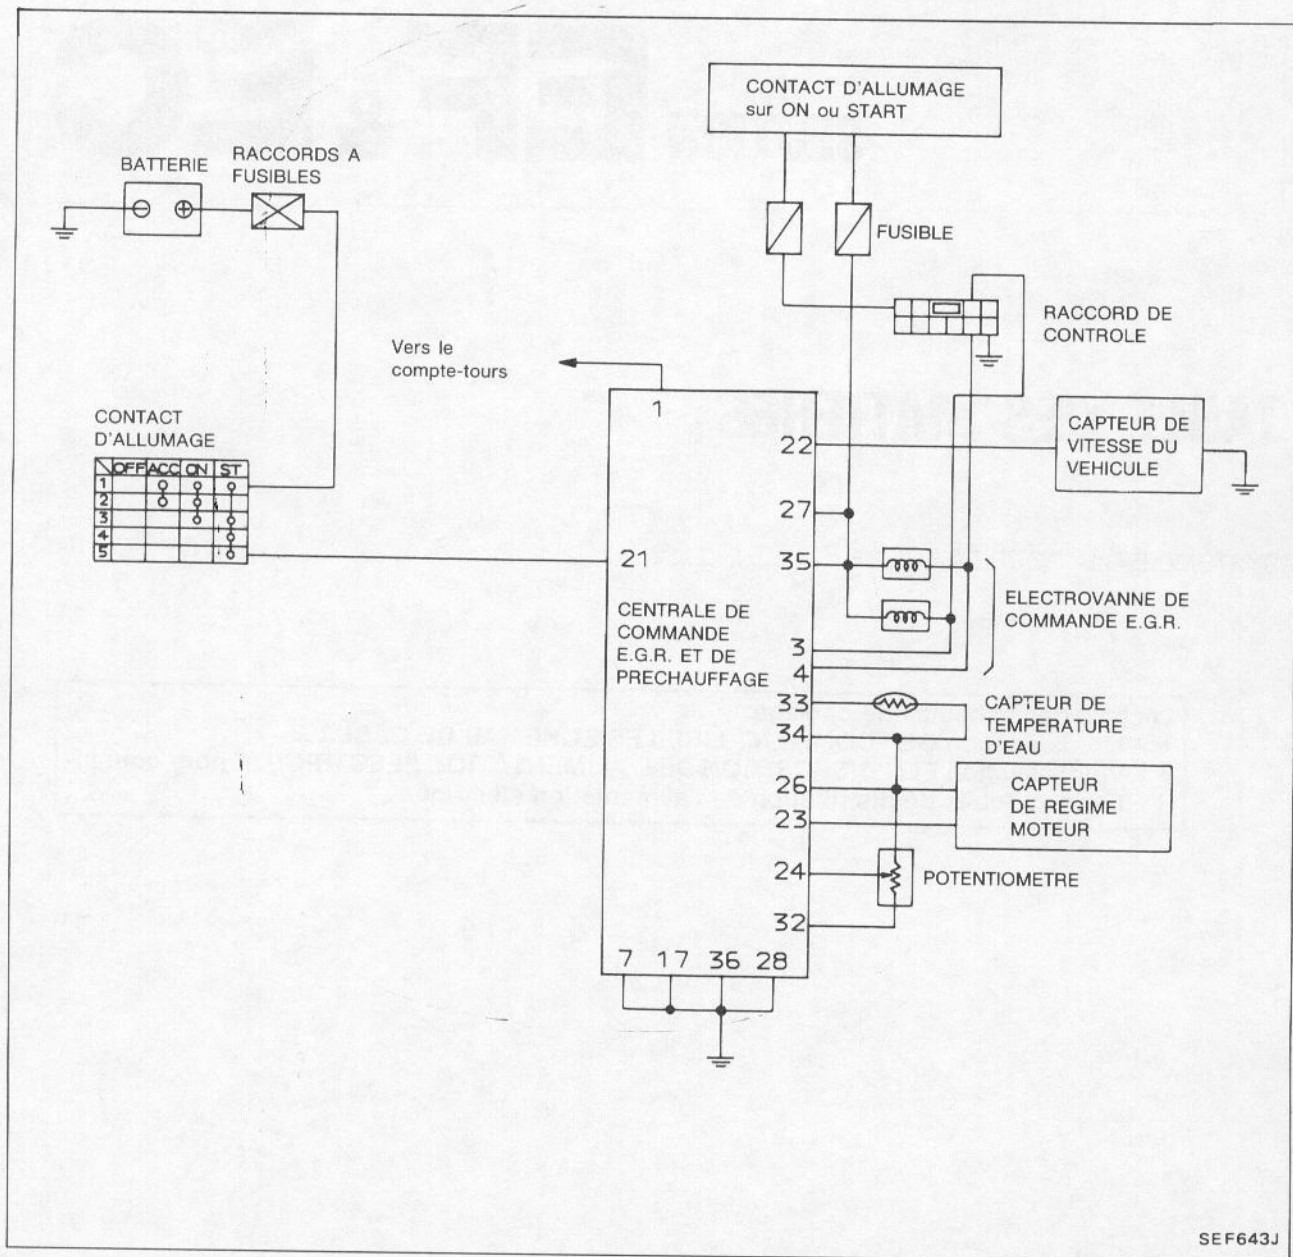 CONTACT D'ALLUMAGE
sur ON ou START
BATTERIE
RACCORDS A
FUSIBLES
FUSIBLE
RACCORD DE
CONTROLE
Vers le
compte-tours
CONTACT
D'ALLUMAGE
OFF ACC ON ST
1
2
3
4
5
1
22
CAPTEUR DE
VITESSE DU
VEHICULE
27
21
35
CENTRALE DE
COMMANDE
E.G.R. ET DE
PRECHAUFFAGE
ELECTROVANNE DE
COMMANDE E.G.R.
3
4
33
34
CAPTEUR DE
TEMPERATURE
D'EAU
26
23
CAPTEUR
DE REGIME
MOTEUR
24
POTENTIOMETRE
32
7 17 36 28
SEF643J